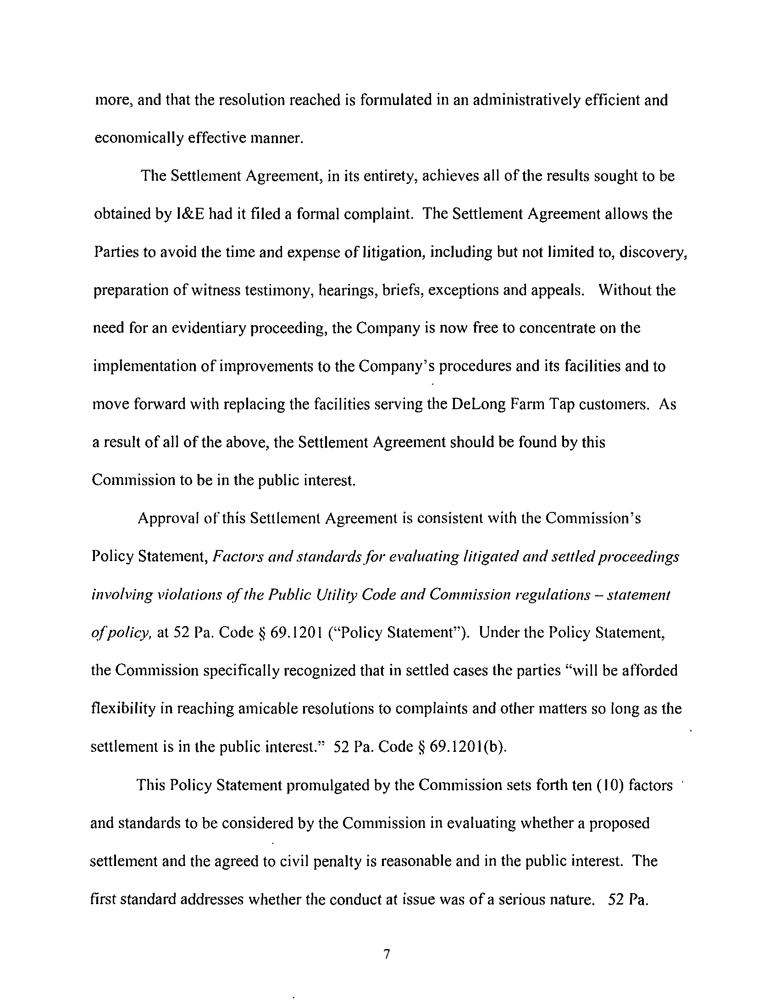 more, and that the resolution reached is formulated in an administratively efficient and
economically effective manner.
The Settlement Agreement, in its entirety, achieves all of the results sought to be
obtained by I&E had it filed a formal complaint. The Settlement Agreement allows the
Parties to avoid the time and expense of litigation, including but not limited to, discovery,
preparation of witness testimony, hearings, briefs, exceptions and appeals. Without the
need for an evidentiary proceeding, the Company is now free to concentrate on the
implementation of improvements to the Company’s procedures and its facilities and to
move forward with replacing the facilities serving the DeLong Farm Tap customers. As
a result of all of the above, the Settlement Agreement should be found by this
Commission to be in the public interest.
Approval of this Settlement Agreement is consistent with the Commission’s
Policy Statement, Factors and standards for evaluating litigated and settled proceedings
involving violations of the Public Utility Code and Commission regulations – statement
of policy, at 52 Pa. Code § 69.1201 (“Policy Statement”). Under the Policy Statement,
the Commission specifically recognized that in settled cases the parties “will be afforded
flexibility in reaching amicable resolutions to complaints and other matters so long as the
settlement is in the public interest.” 52 Pa. Code § 69.1201(b).
This Policy Statement promulgated by the Commission sets forth ten (10) factors
and standards to be considered by the Commission in evaluating whether a proposed
settlement and the agreed to civil penalty is reasonable and in the public interest. The
first standard addresses whether the conduct at issue was of a serious nature. 52 Pa.
7